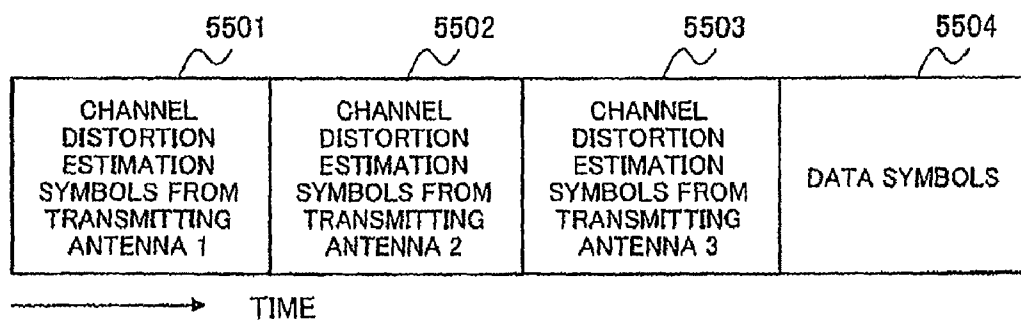 5501
5502
5503
5504
CHANNEL
DISTORTION
ESTIMATION
SYMBOLS FROM
TRANSMITTING
ANTENNA 1
CHANNEL
DISTORTION
ESTIMATION
SYMBOLS FROM
TRANSMITTING
ANTENNA 2
CHANNEL
DISTORTION
ESTIMATION
SYMBOLS FROM
TRANSMITTING
ANTENNA 3
DATA SYMBOLS
TIME